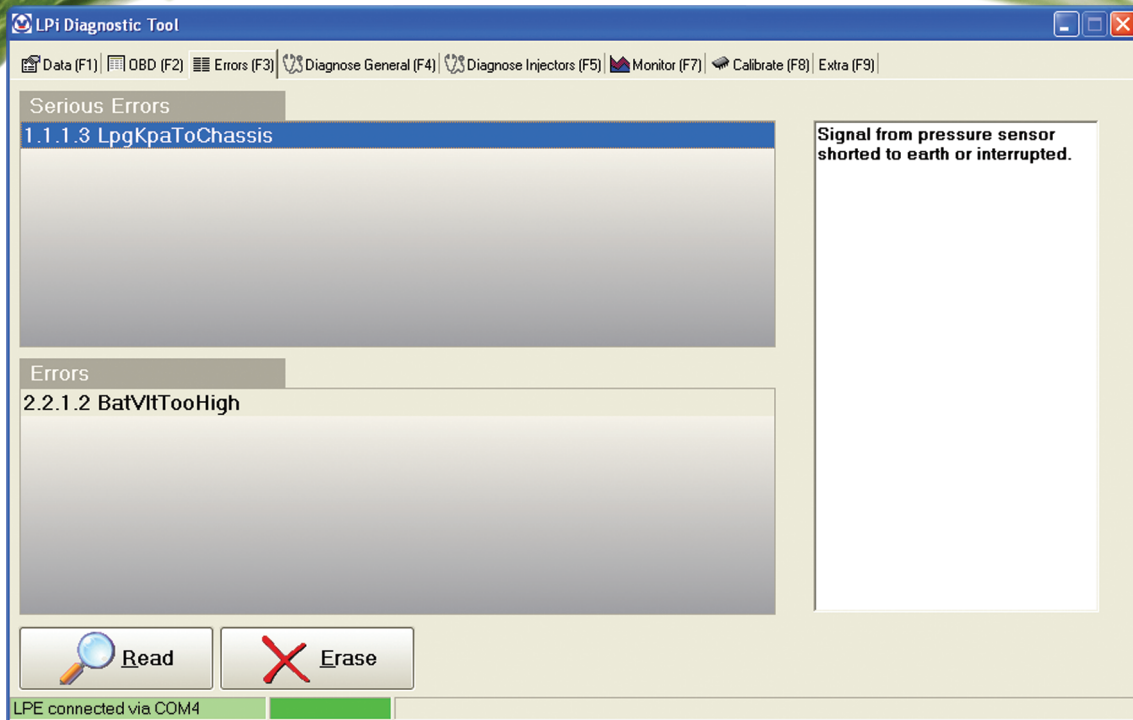 LPi Diagnostic Tool
Data (F1) OBD (F2) Errors (F3) Diagnose General (F4) Diagnose Injectors (F5) Monitor (F7) Calibrate (F8) Extra (F9)
Serious Errors
1.1.1.3 LpgKpaToChassis
Signal from pressure sensor
shorted to earth or interrupted.
Errors
2.2.1.2 BatVltTooHigh
Read Erase
LPE connected via COM4